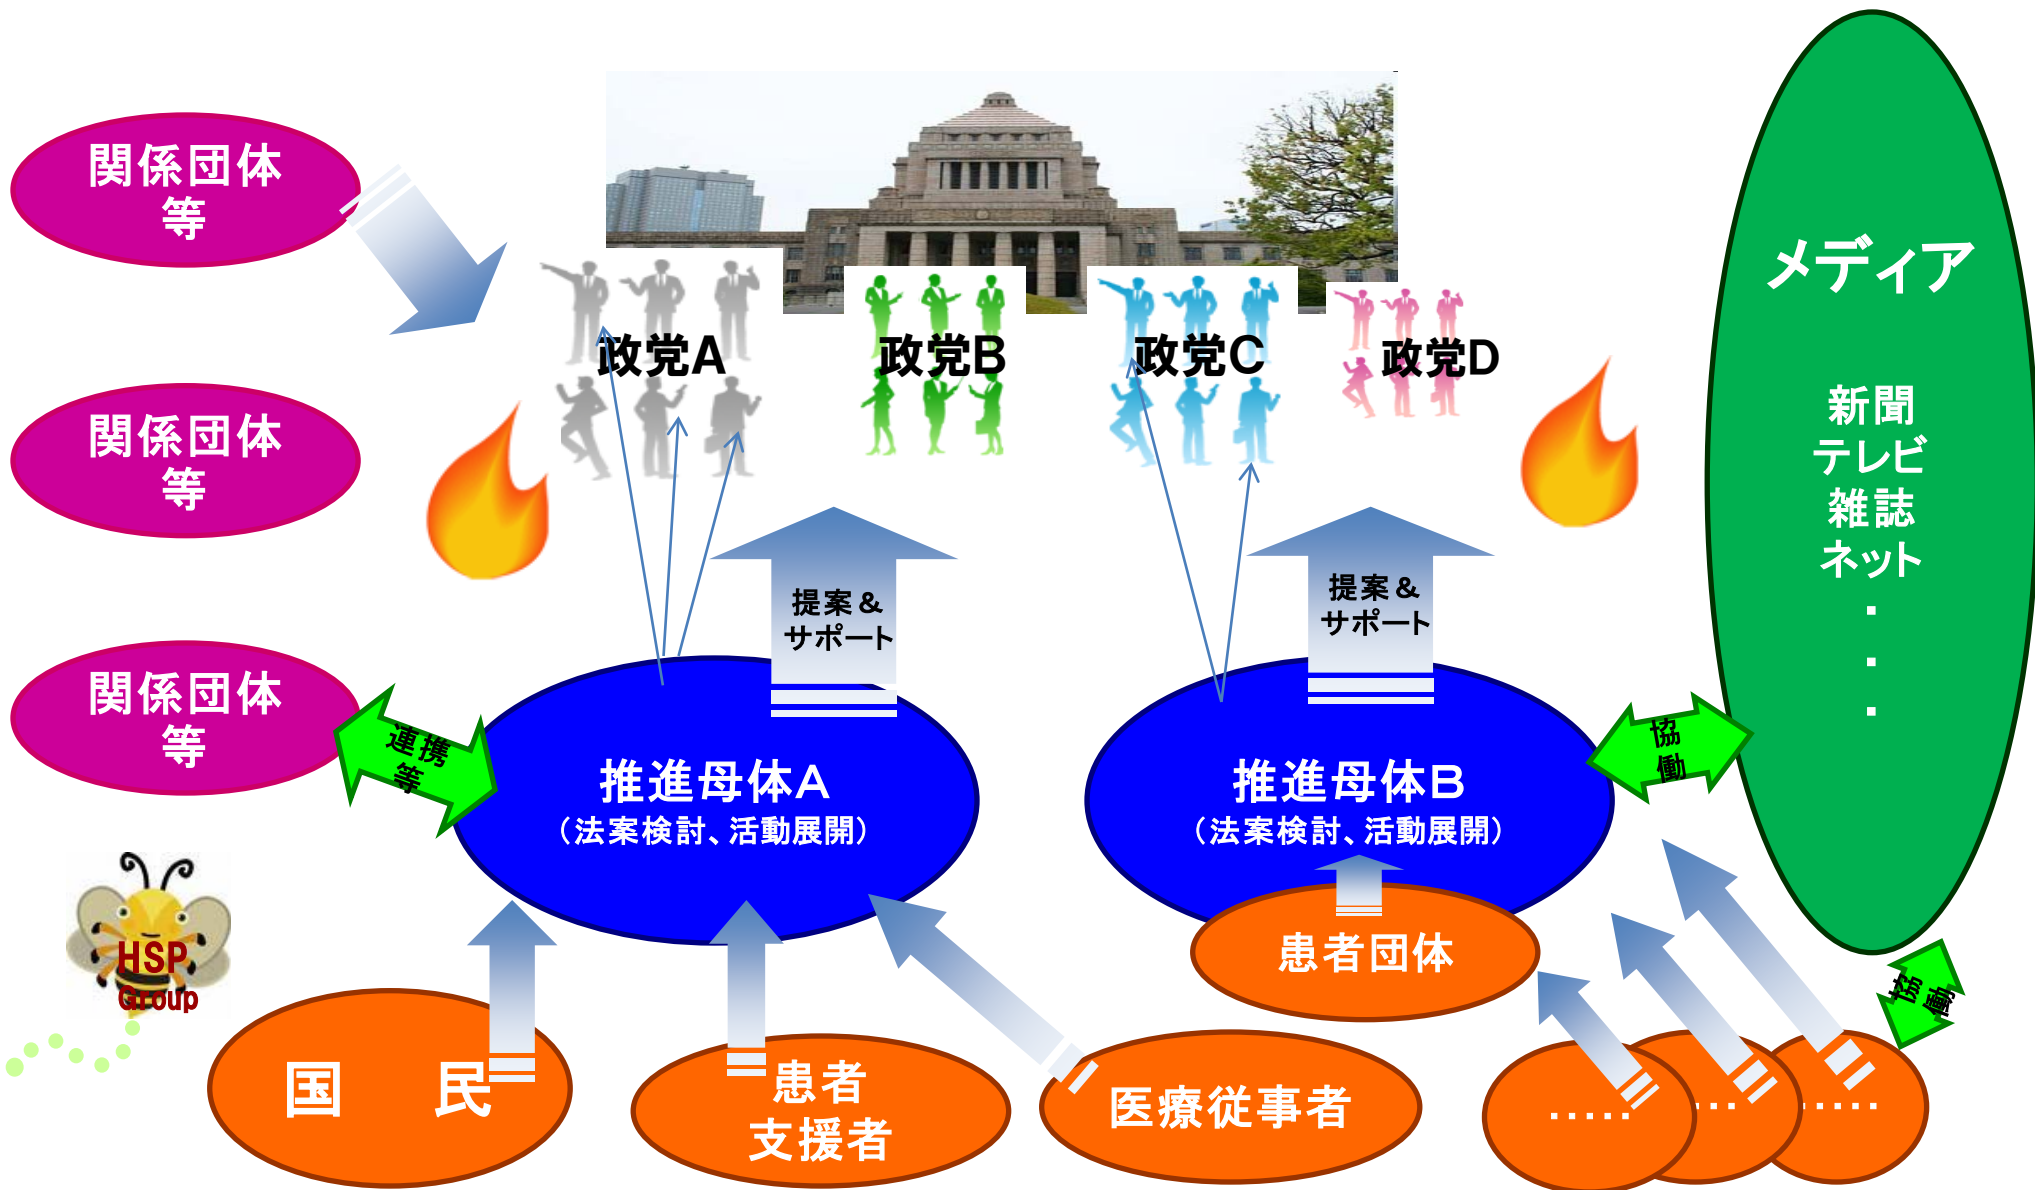 関係団体
等
政党A
政党B
政党C
政党D
メディア
新聞
テレビ
雑誌
ネット
・
・
・
関係団体
等
提案＆
サポート
提案＆
サポート
関係団体
等
連携
等
推進母体A
（法案検討、活動展開）
推進母体B
（法案検討、活動展開）
協
働
患者団体
協
働
HSP
Group
国　民
患者
支援者
医療従事者
・・・・・
・・・
・・・・・